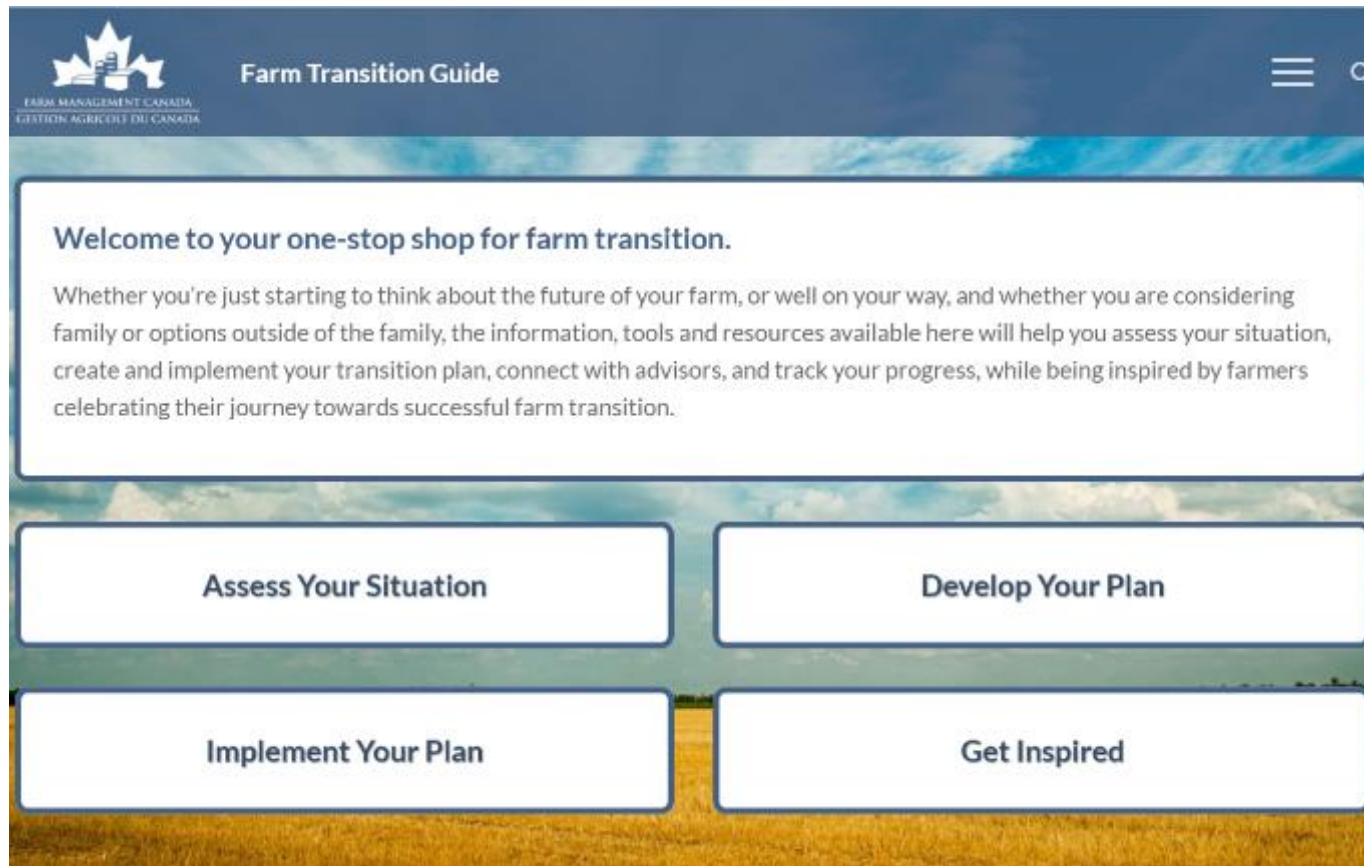 Farm Transition Guide
FARM MANAGEMENT CANADA
GESTION AGRICOLE DU CANADA
Welcome to your one-stop shop for farm transition.
Whether you're just starting to think about the future of your farm, or well on your way, and whether you are considering
family or options outside of the family, the information, tools and resources available here will help you assess your situation,
create and implement your transition plan, connect with advisors, and track your progress, while being inspired by farmers
celebrating their journey towards successful farm transition.
Assess Your Situation
Develop Your Plan
Implement Your Plan
Get Inspired